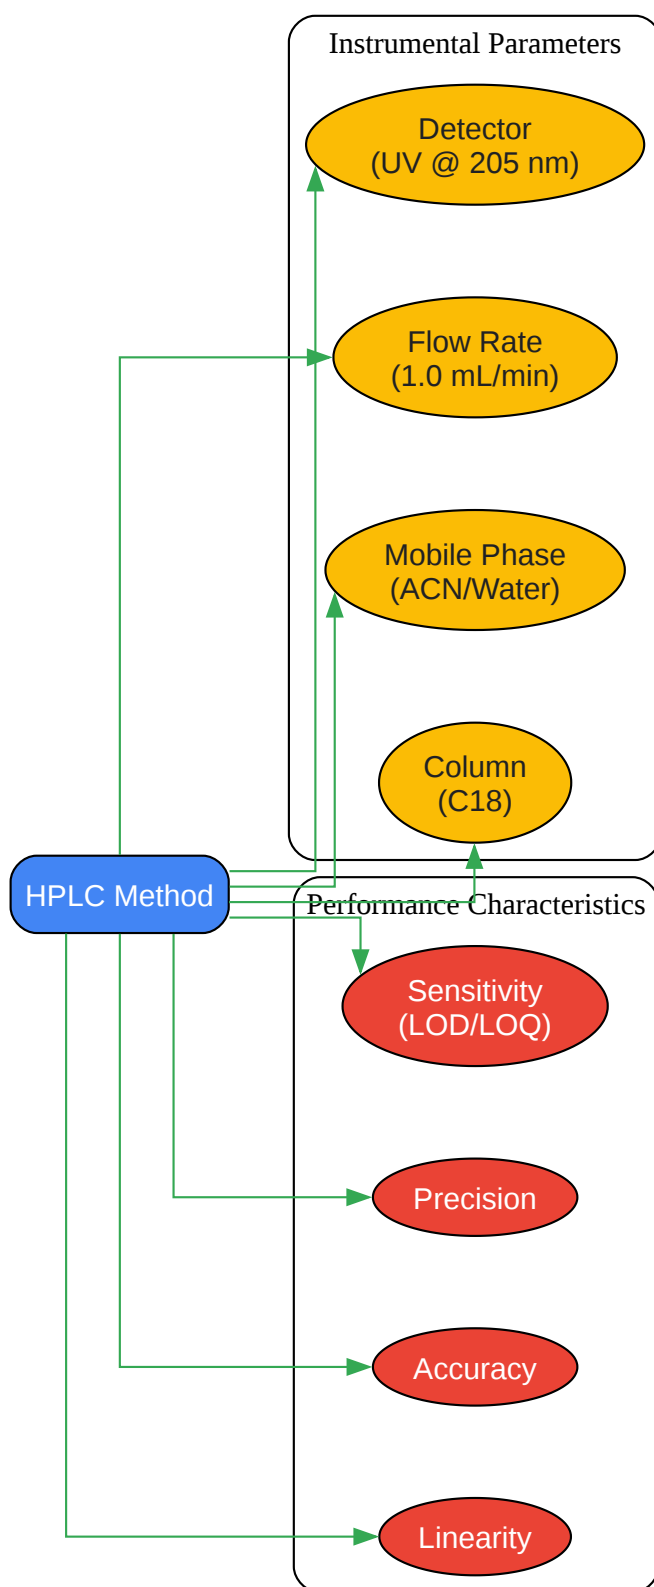 Instrumental Parameters
Detector
(UV @ 205 nm)
Flow Rate
(1.0 mL/min)
Mobile Phase
(ACN/Water)
Column
(C18)
HPLC Method
Performance Characteristics
Sensitivity
(LOD/LOQ)
Precision
Accuracy
Linearity